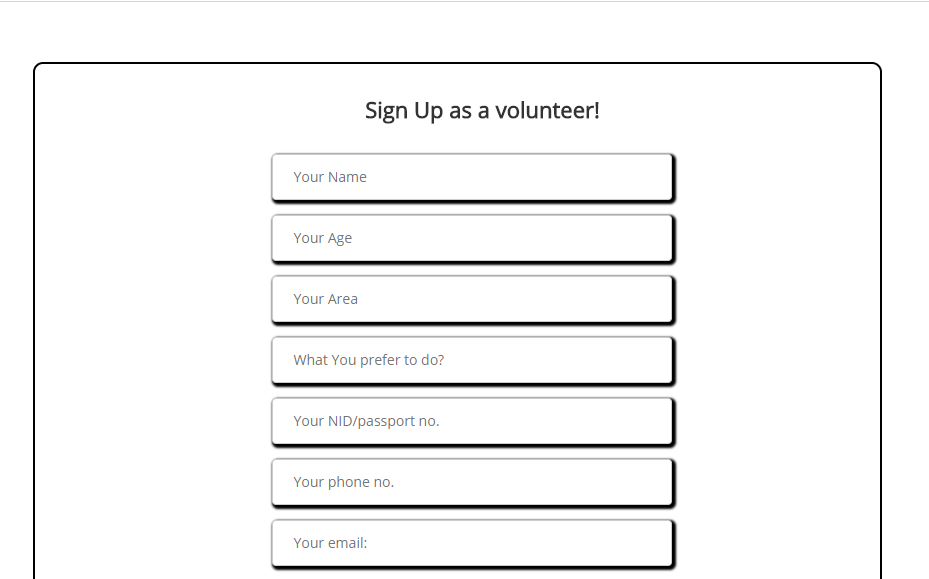 Sign Up as a volunteer!
Your Name
Your Age
Your Area
What You prefer to do?
Your NID/passport no.
Your phone no.
Your email: